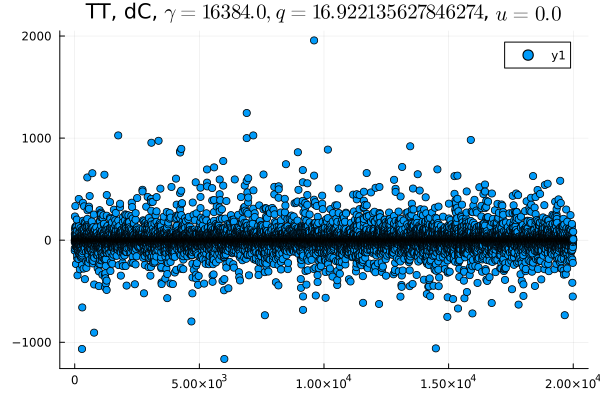 TT, dC, γ = 16384.0, q = 16.922135627846274, u = 0.0
2000
y1
1000
0
−1000
0 5.00×10³ 1.00×10⁴ 1.50×10⁴ 2.00×10⁴